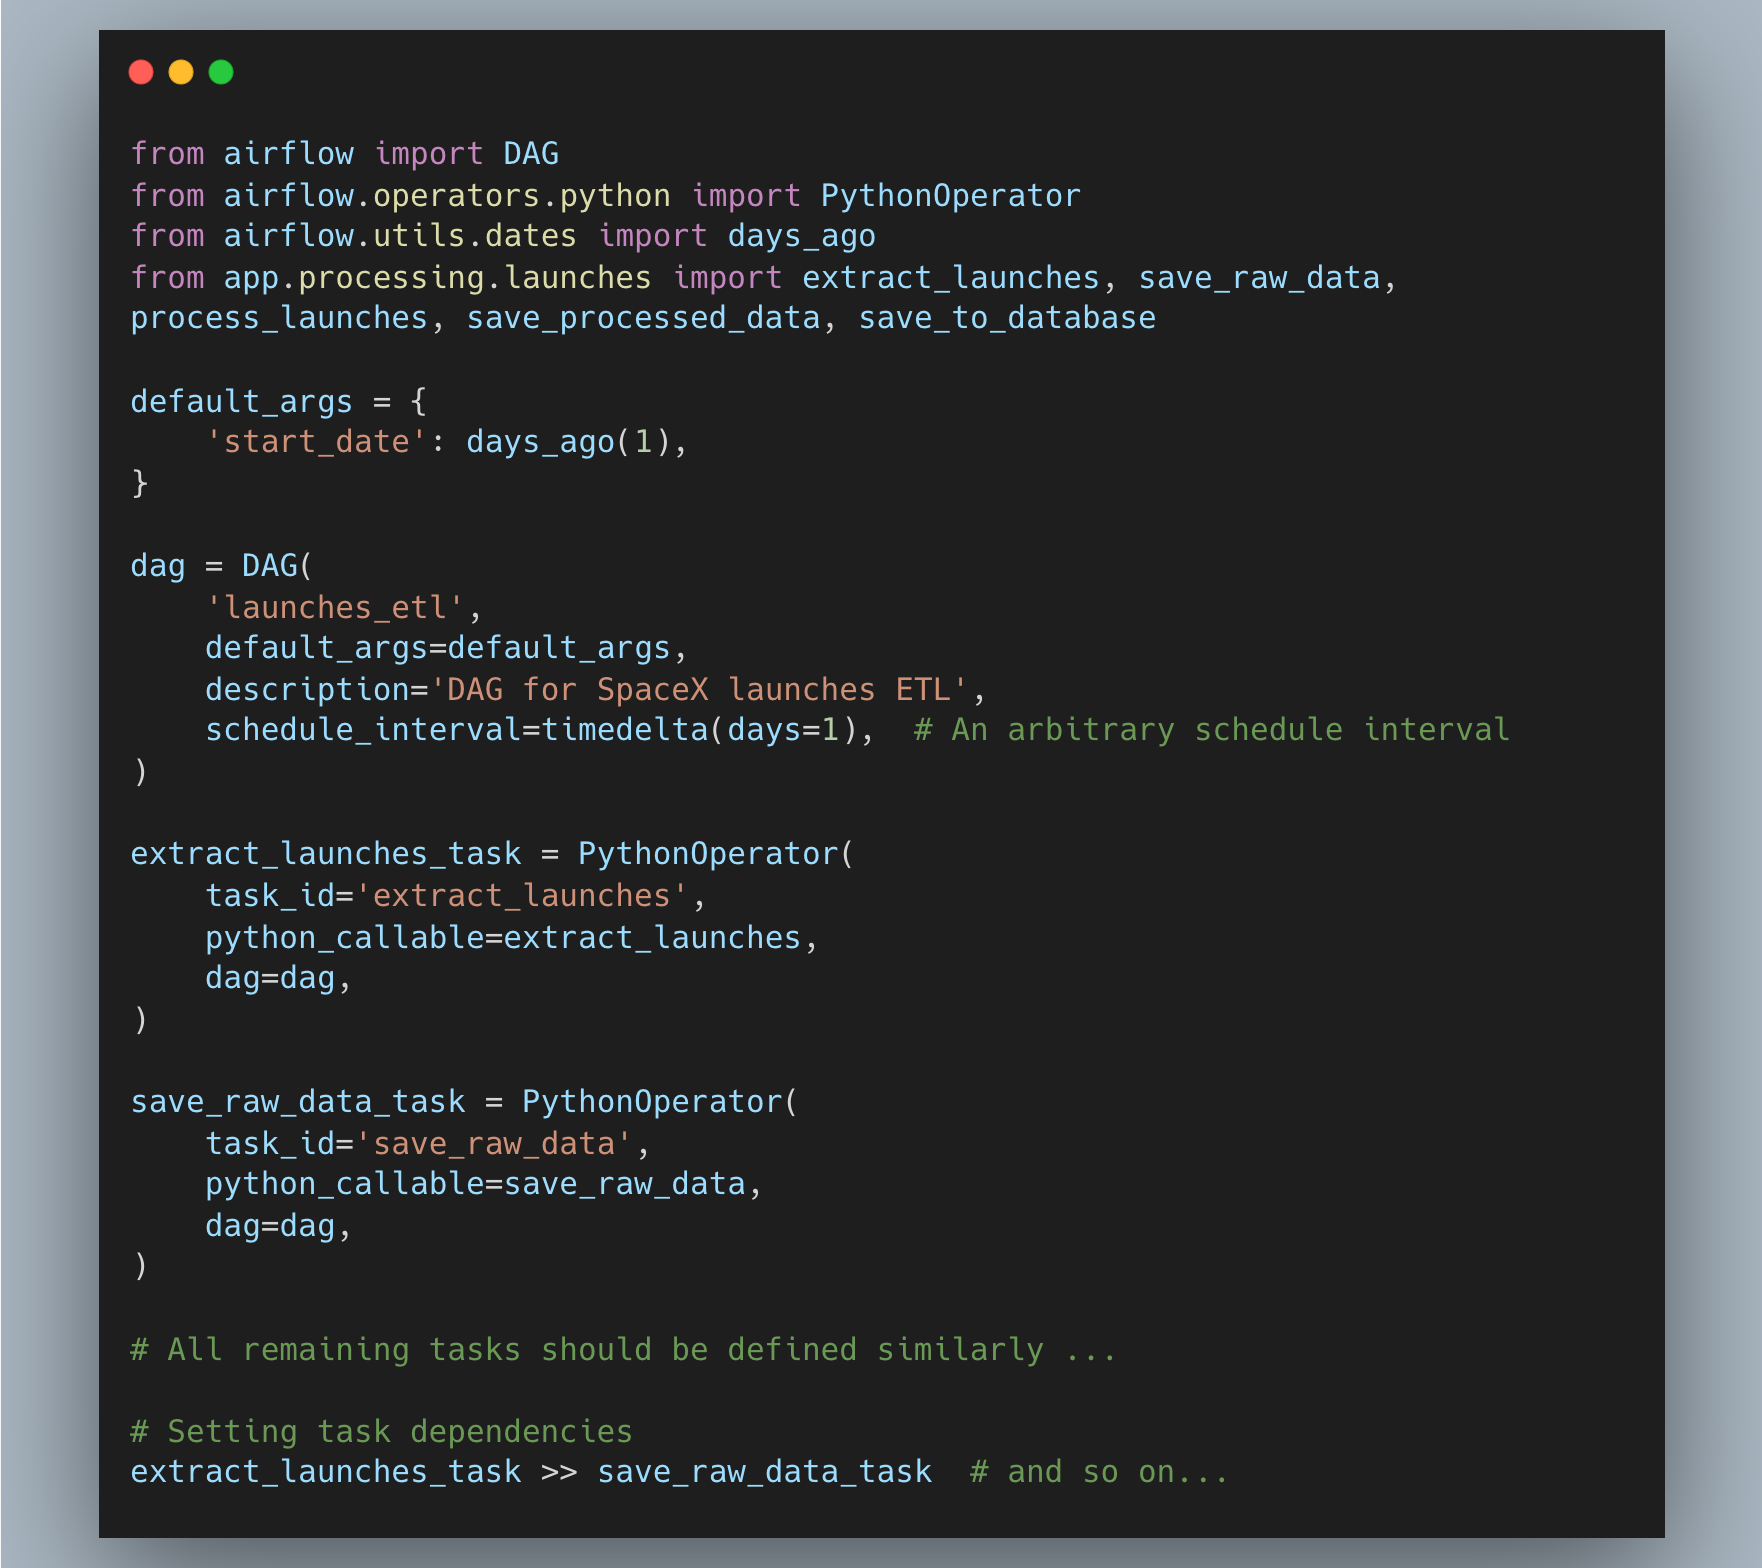 from airflow import DAG
from airflow.operators.python import PythonOperator
from airflow.utils.dates import days_ago
from app.processing.launches import extract_launches, save_raw_data,
process_launches, save_processed_data, save_to_database

default_args = {
    'start_date': days_ago(1),
}

dag = DAG(
    'launches_etl',
    default_args=default_args,
    description='DAG for SpaceX launches ETL',
    schedule_interval=timedelta(days=1),  # An arbitrary schedule interval
)

extract_launches_task = PythonOperator(
    task_id='extract_launches',
    python_callable=extract_launches,
    dag=dag,
)

save_raw_data_task = PythonOperator(
    task_id='save_raw_data',
    python_callable=save_raw_data,
    dag=dag,
)

# All remaining tasks should be defined similarly ...

# Setting task dependencies
extract_launches_task >> save_raw_data_task  # and so on...